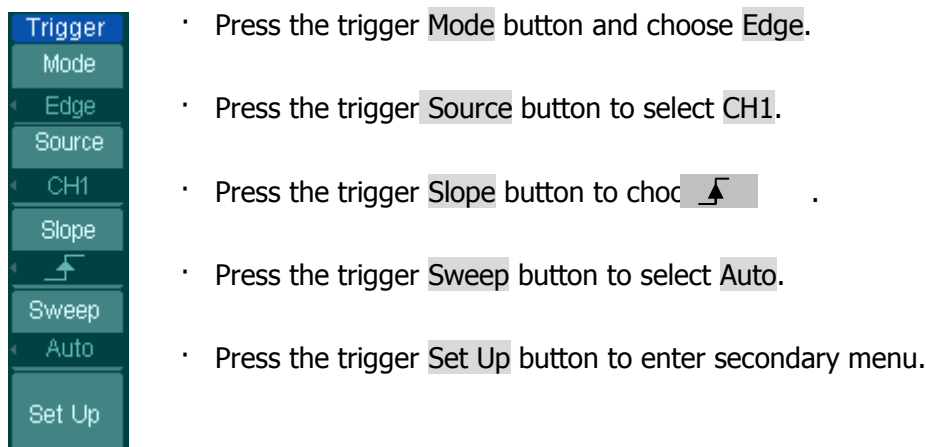 Trigger
Mode
Edge
Source
CH1
Slope
Sweep
Auto
Set Up
· Press the trigger Mode button and choose Edge.
· Press the trigger Source button to select CH1.
· Press the trigger Slope button to choo .
· Press the trigger Sweep button to select Auto.
· Press the trigger Set Up button to enter secondary menu.